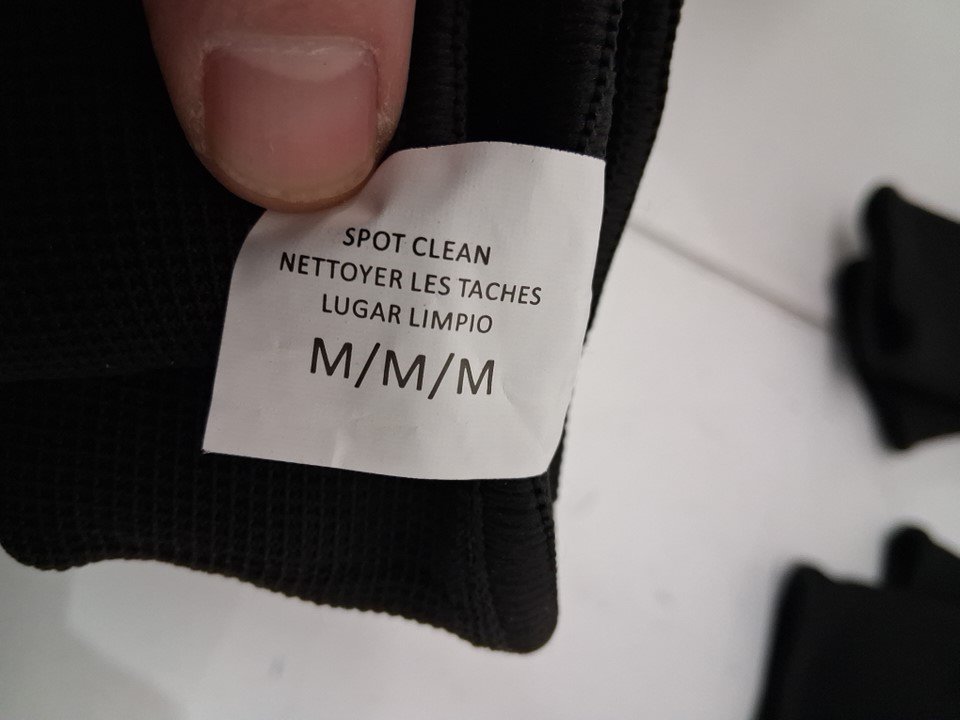 SPOT CLEAN
NETTOYER LES TACHES
LUGAR LIMPIO
M/M/M